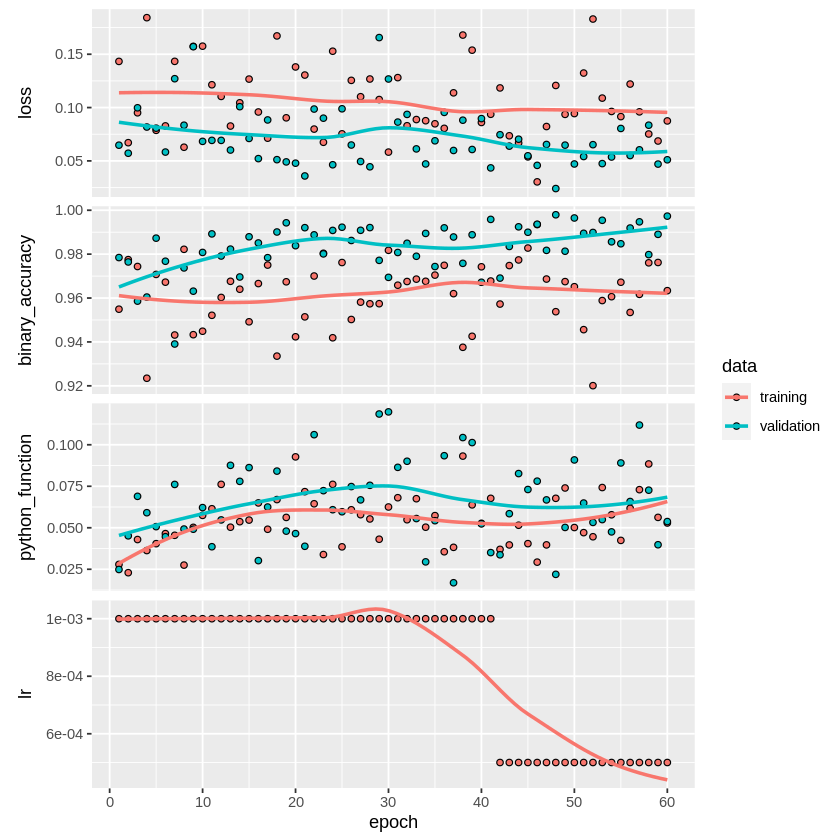 loss
0.15
0.10
0.05
binary_accuracy
1.00
0.98
0.96
0.94
0.92
python_function
0.100
0.075
0.050
0.025
lr
1e-03
8e-04
6e-04
0 10 20 30 40 50 60
epoch
data
training
validation